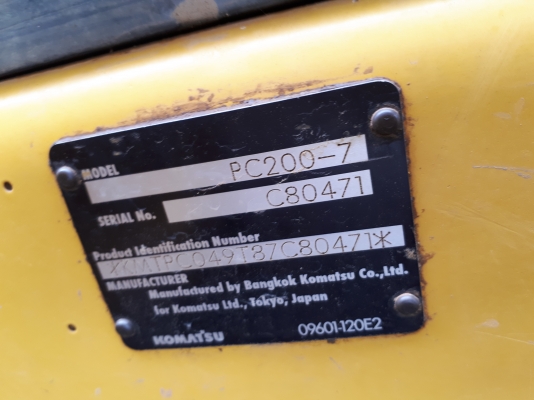 MODEL PC200-7
SERIAL No. C80471
Product Identification Number
MANUFACTURER
Manufactured by Bangkok Komatsu Co.,Ltd.
for Komatsu Ltd., Tokyo, Japan
KOMATSU 09601-120E2